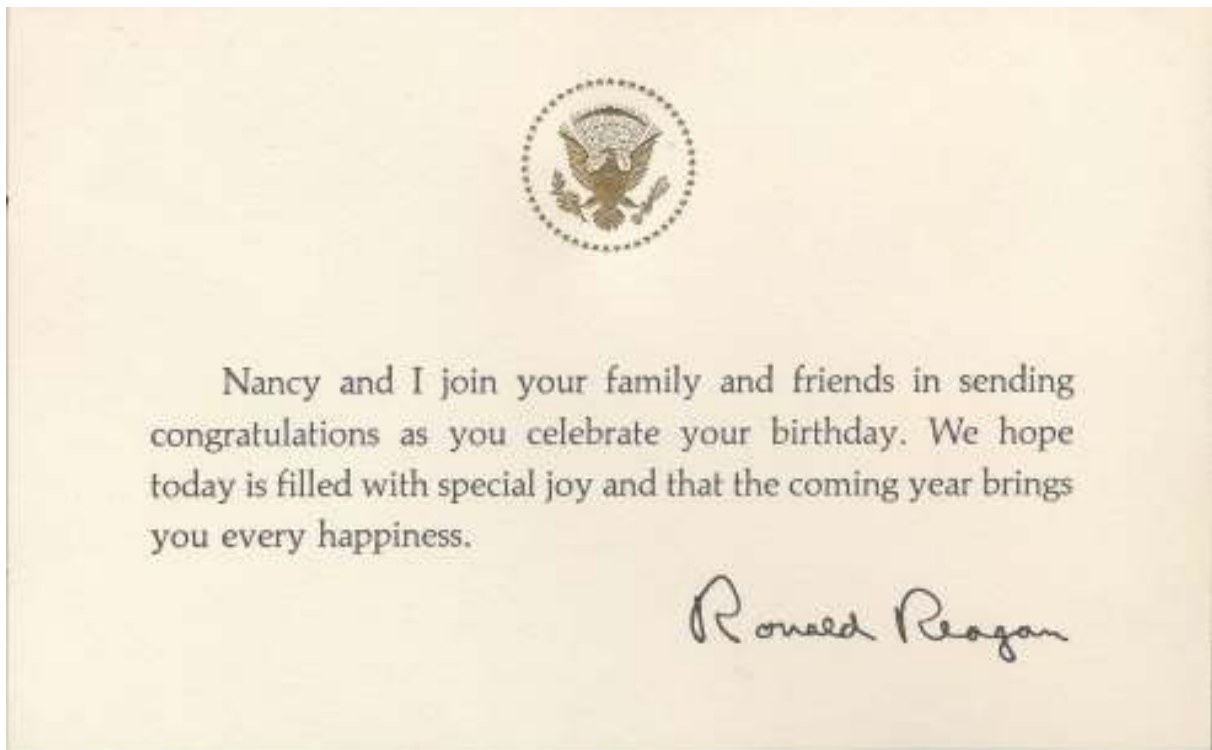 Nancy and I join your family and friends in sending
congratulations as you celebrate your birthday. We hope
today is filled with special joy and that the coming year brings
you every happiness.
Ronald Reagan